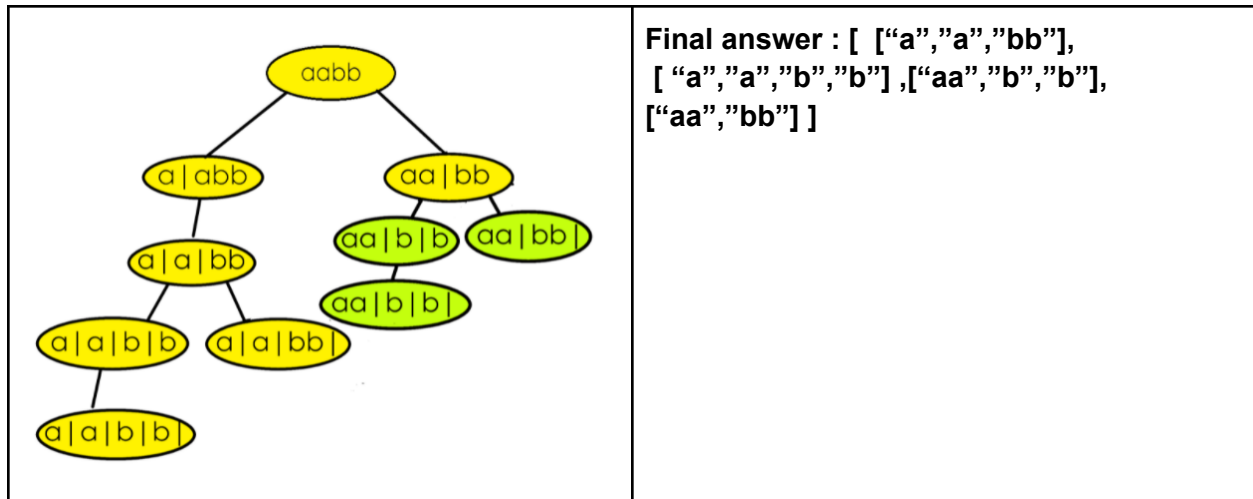 aabb
a|abb
aa|bb
a|a|bb
aa|b|b
aa|bb|
aa|b|b|
a|a|b|b
a|a|bb|
a|a|b|b|
Final answer : [ [“a”,”a”,”bb”],
[ “a”,”a”,”b”,”b”] ,[“aa”,”b”,”b”],
[“aa”,”bb”] ]